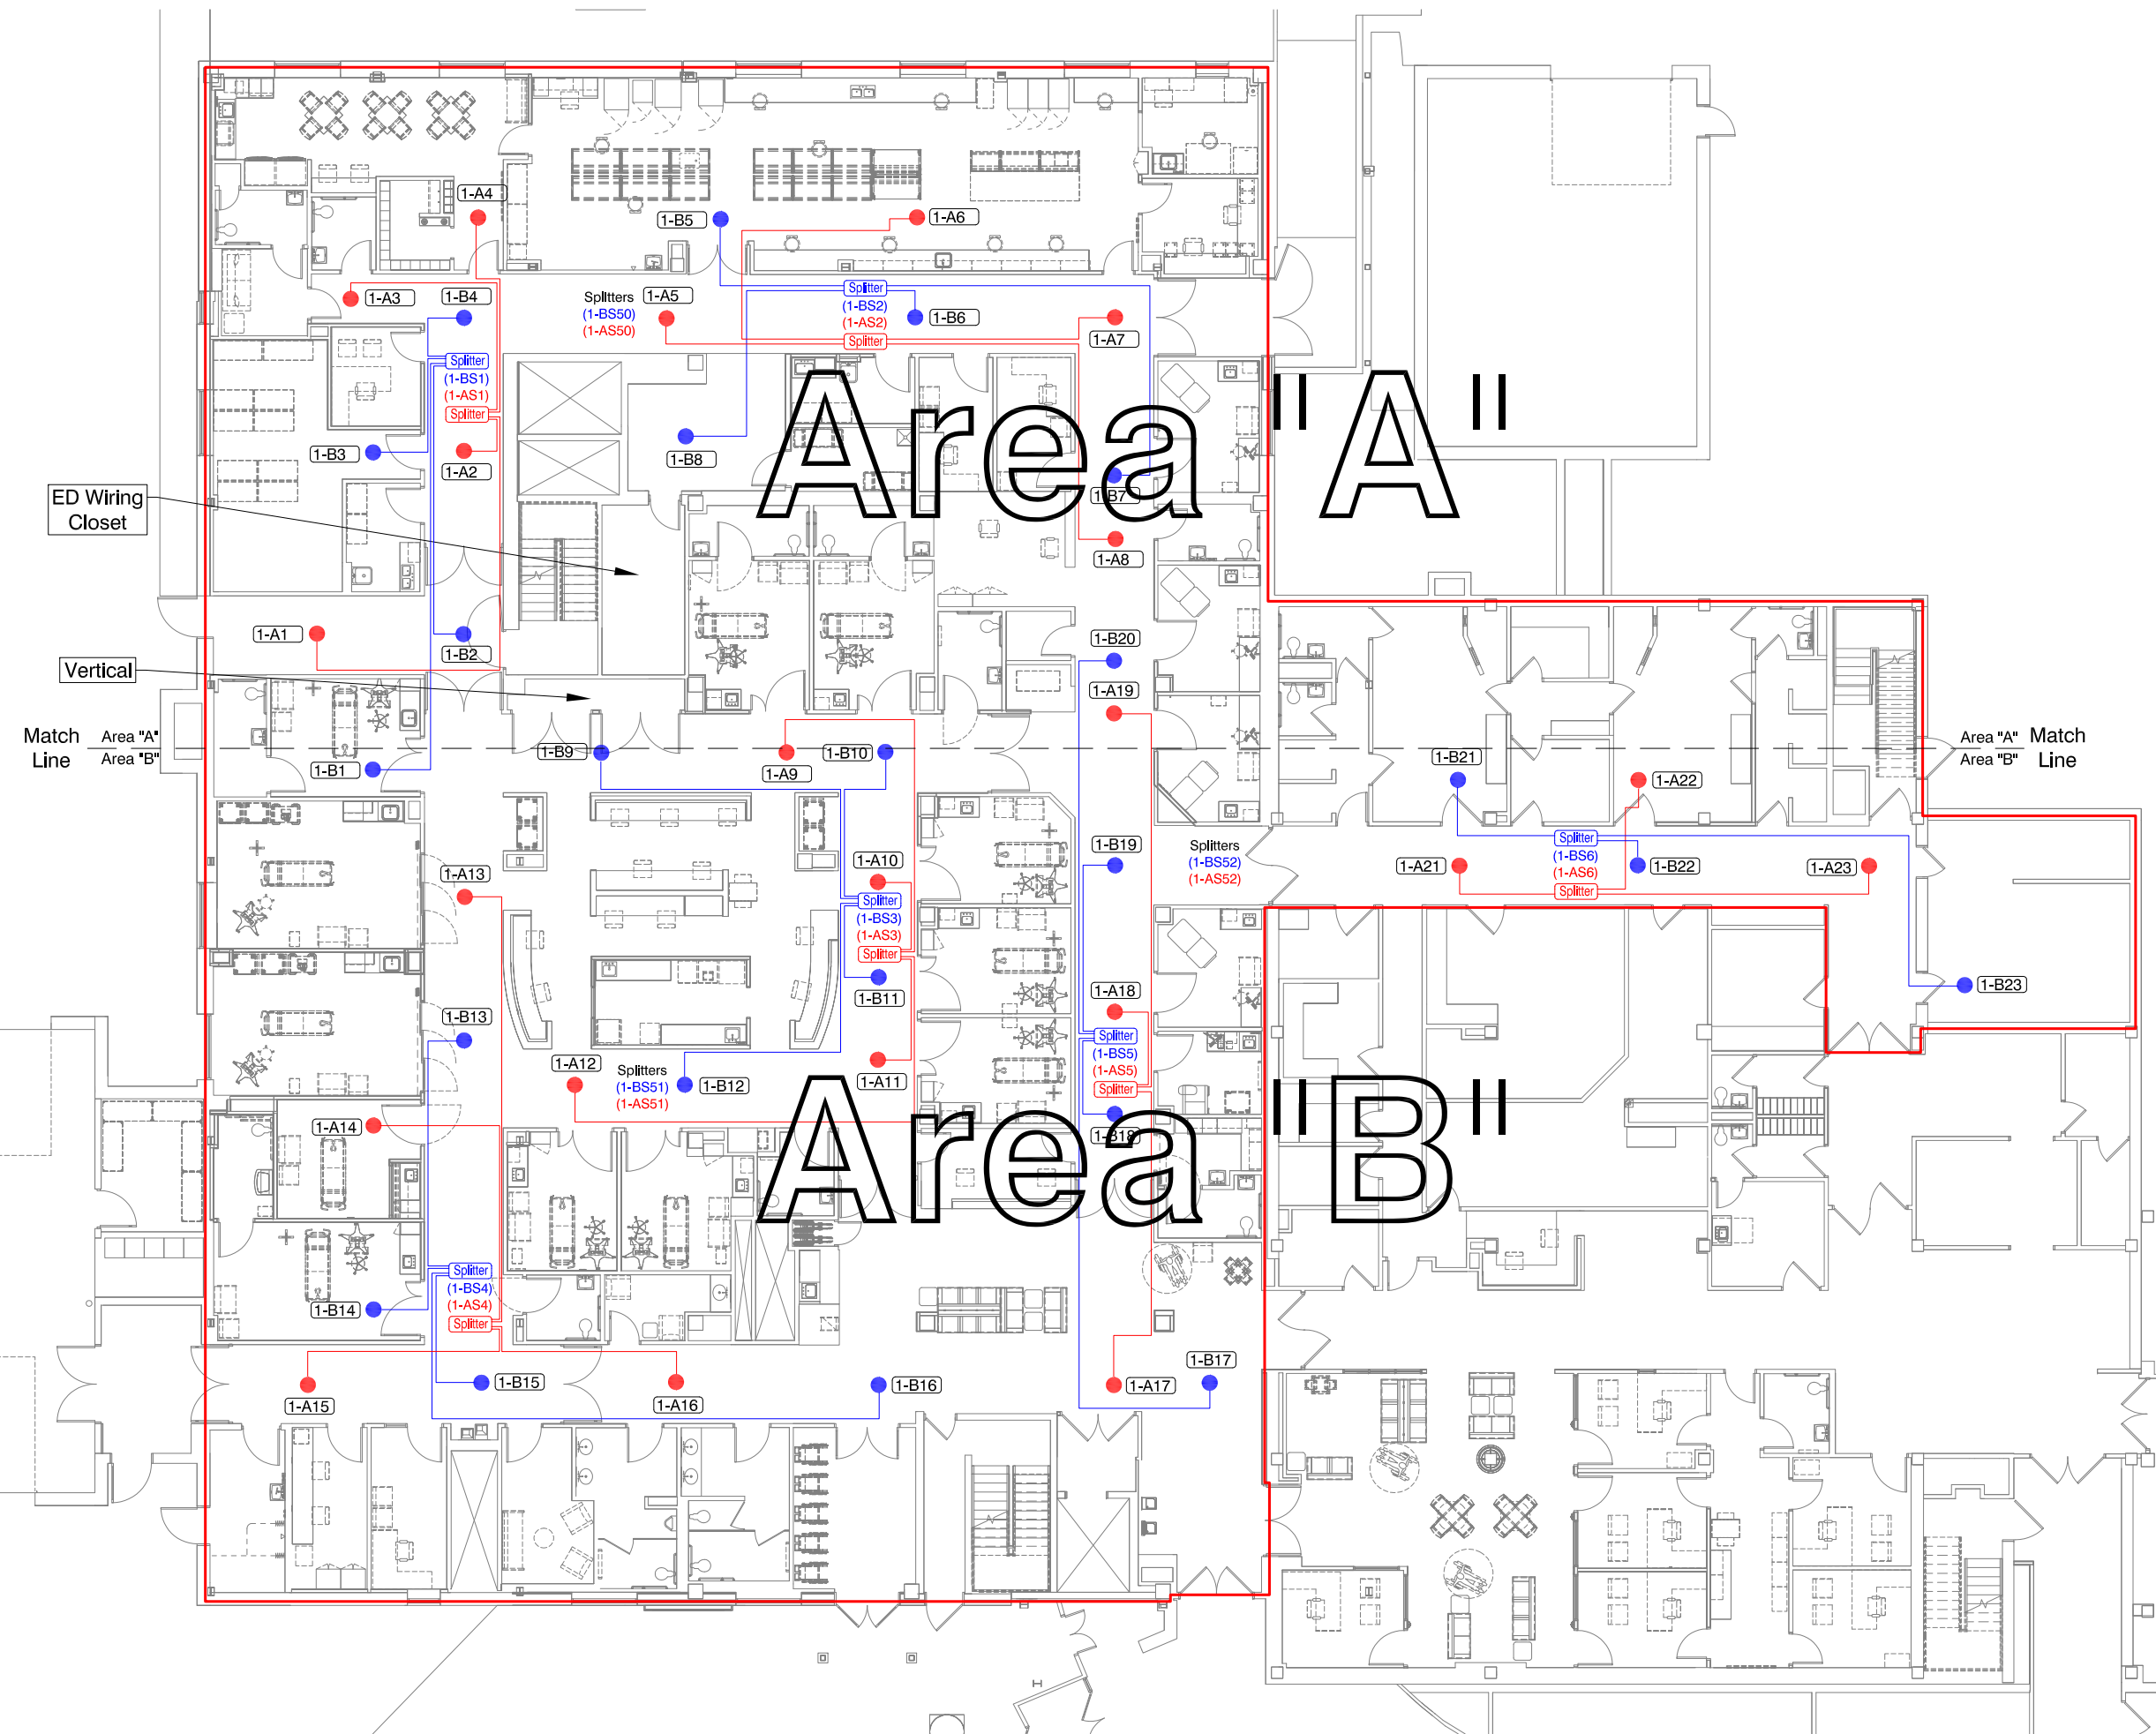 1-A4
1-B5
1-A6
1-A3
1-B4
Splitters
(1-BS50)
(1-AS50)
1-A5
Splitter
(1-BS2)
(1-AS2)
Splitter
1-B6
1-A7
Splitter
(1-BS1)
(1-AS1)
Splitter
1-B3
1-A2
1-B8
Area "A"
1-B7
ED Wiring
Closet
1-A8
1-A1
1-B2
1-B20
Vertical
1-A19
Match
Line
Area "A"
Area "B"
1-B1
1-B9
1-A9
1-B10
1-B21
1-A22
Area "A"
Area "B"
Match
Line
1-A13
1-A10
1-B19
Splitters
(1-BS52)
(1-AS52)
1-A21
Splitter
(1-BS6)
(1-AS6)
Splitter
1-B22
1-A23
Splitter
(1-BS3)
(1-AS3)
Splitter
1-B11
1-A18
1-B23
1-B13
Splitter
(1-BS5)
(1-AS5)
Splitter
1-A12
Splitters
(1-BS51)
(1-AS51)
1-B12
1-A11
1-A14
Area "B"
1-B18
Splitter
(1-BS4)
(1-AS4)
Splitter
1-B14
1-B15
1-A15
1-A16
1-B16
1-A17
1-B17